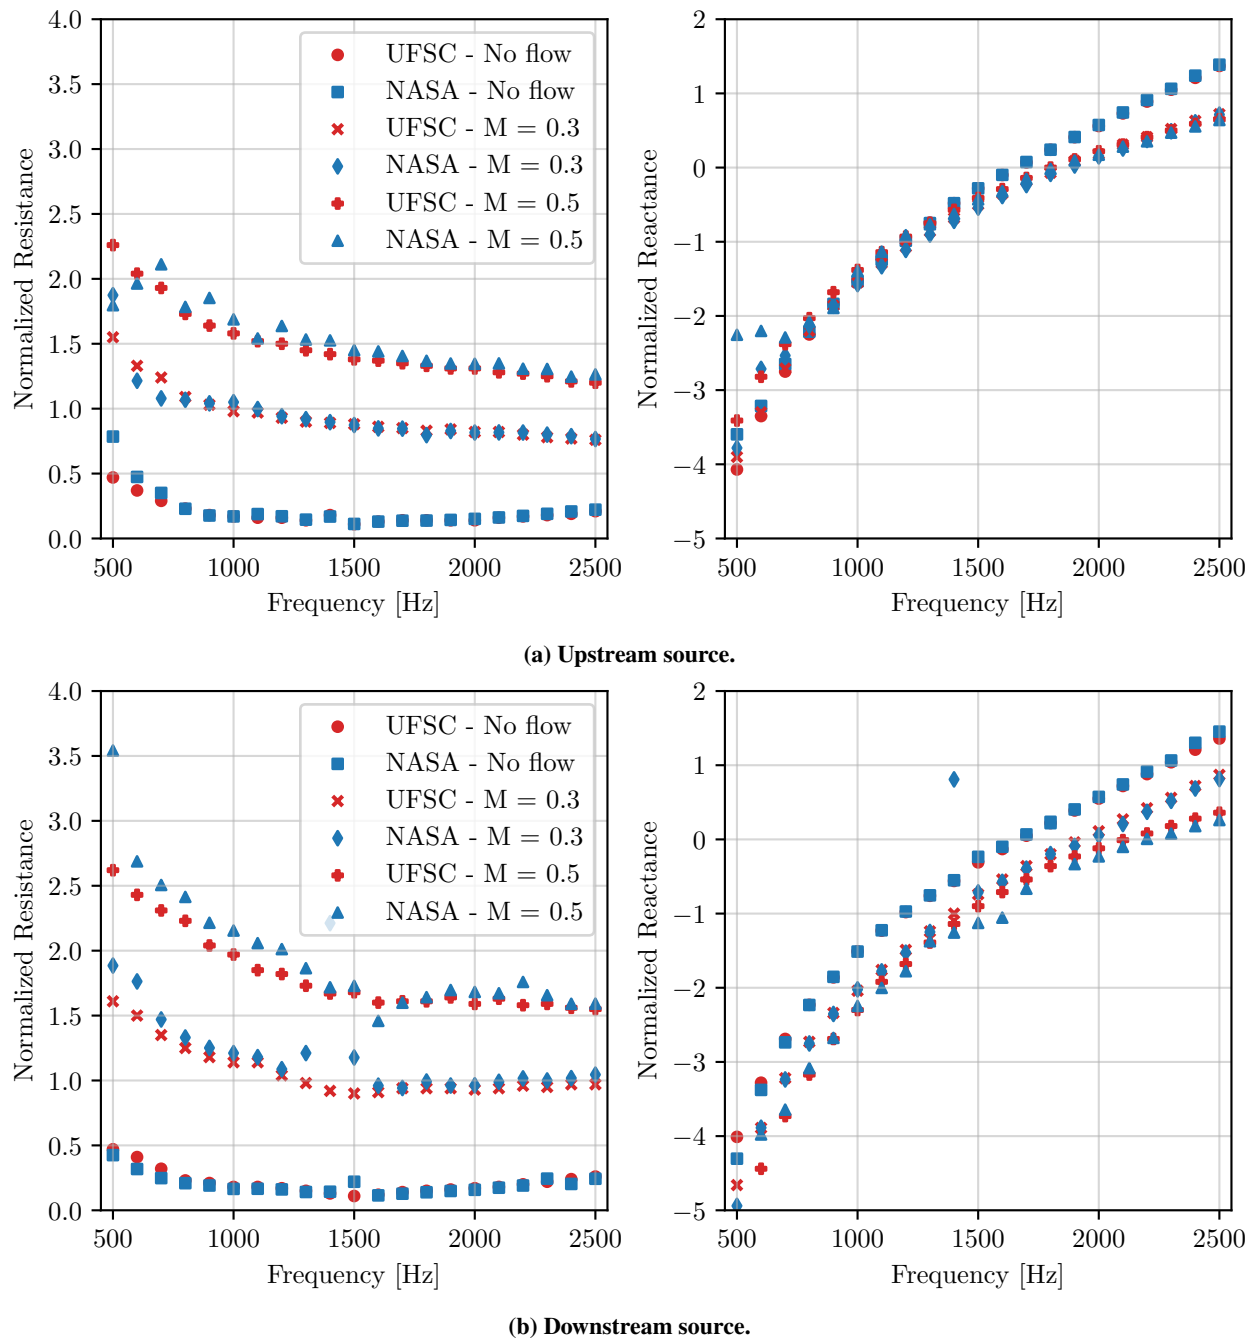 4.0
3.5
3.0
2.5
2.0
1.5
1.0
0.5
0.0
Normalized Resistance
UFSC - No flow
NASA - No flow
UFSC - M = 0.3
NASA - M = 0.3
UFSC - M = 0.5
NASA - M = 0.5
500 1000 1500 2000 2500
Frequency [Hz]
2
1
0
−1
−2
−3
−4
−5
Normalized Reactance
500 1000 1500 2000 2500
Frequency [Hz]
(a) Upstream source.
4.0
3.5
3.0
2.5
2.0
1.5
1.0
0.5
0.0
Normalized Resistance
UFSC - No flow
NASA - No flow
UFSC - M = 0.3
NASA - M = 0.3
UFSC - M = 0.5
NASA - M = 0.5
500 1000 1500 2000 2500
Frequency [Hz]
2
1
0
−1
−2
−3
−4
−5
Normalized Reactance
500 1000 1500 2000 2500
Frequency [Hz]
(b) Downstream source.